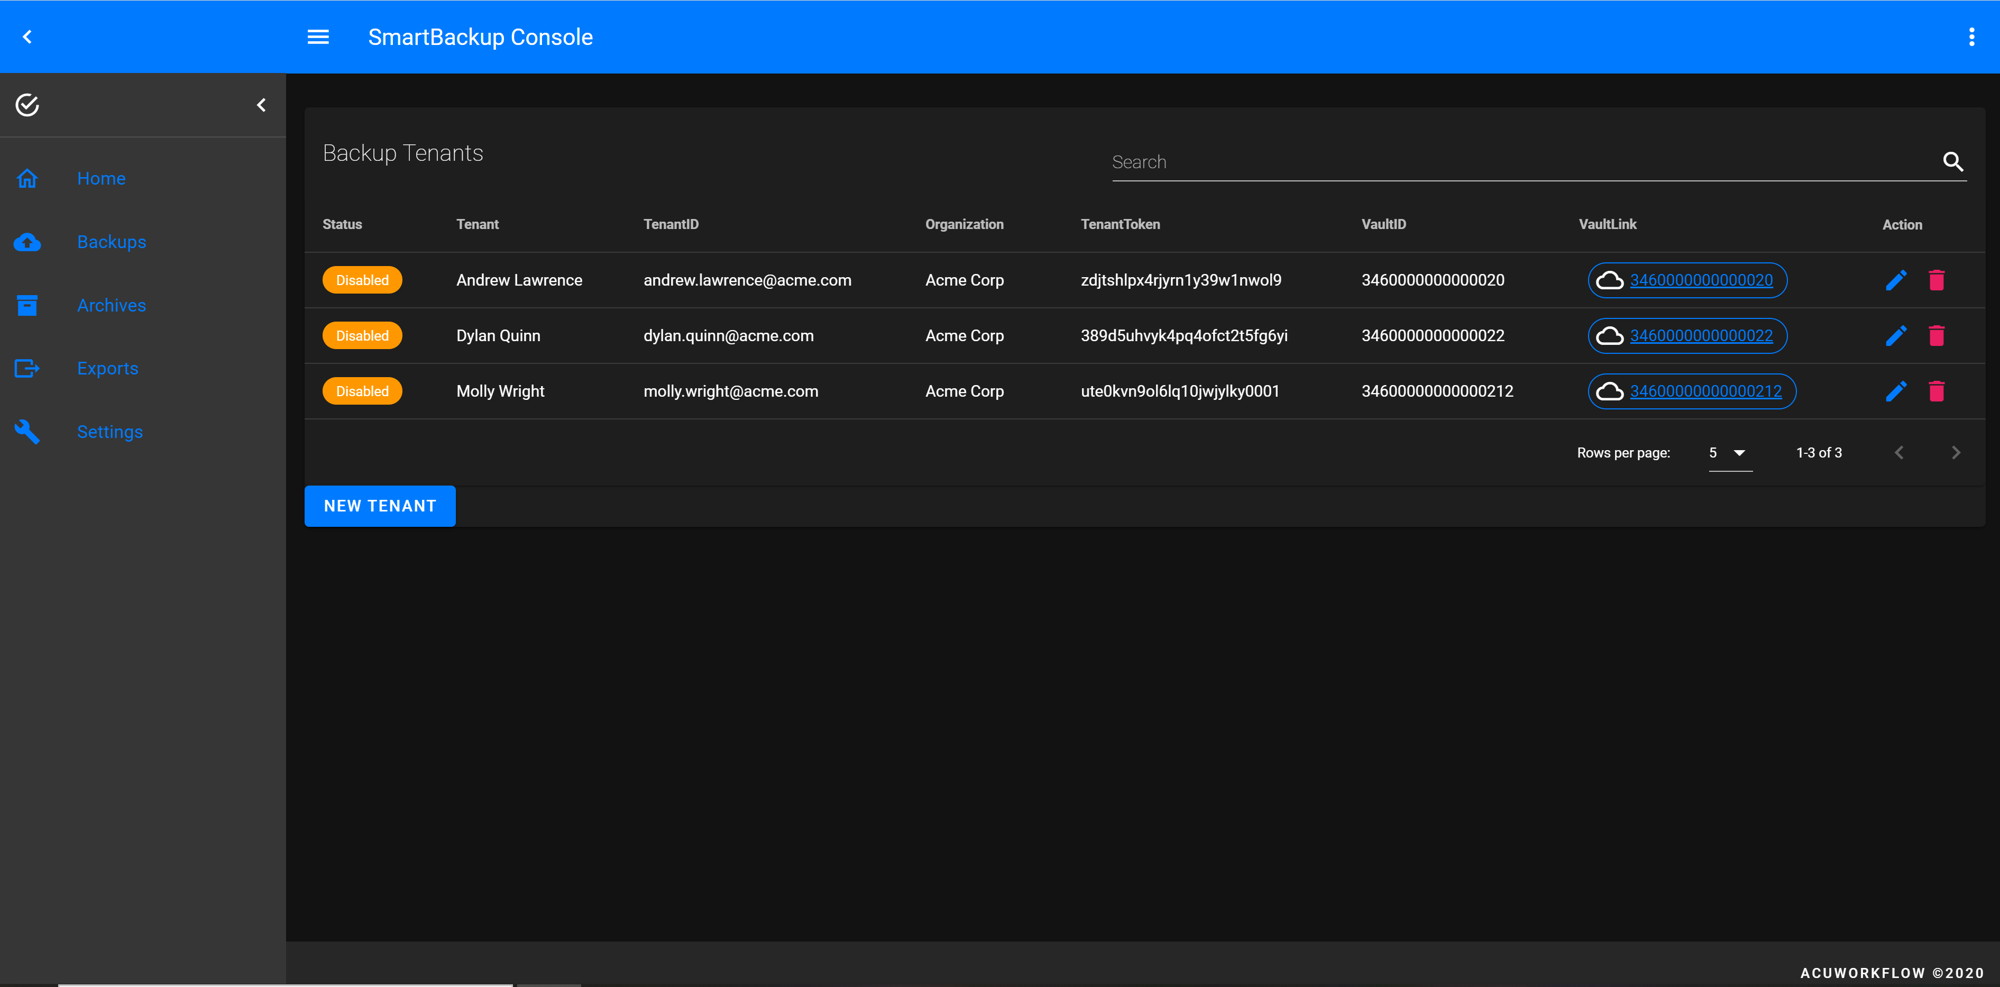 SmartBackup Console
Home
Backups
Archives
Exports
Settings
Backup Tenants
Search
Status Tenant TenantID Organization TenantToken VaultID VaultLink Action
Disabled Andrew Lawrence andrew.lawrence@acme.com Acme Corp zdjtshlpx4rjyrn1y39w1nwol9 3460000000000020 3460000000000020
Disabled Dylan Quinn dylan.quinn@acme.com Acme Corp 389d5uhvyk4pq4ofct2t5fg6yi 3460000000000022 3460000000000022
Disabled Molly Wright molly.wright@acme.com Acme Corp ute0kvn9ol6lq10jwjylky0001 34600000000000212 34600000000000212
Rows per page: 5 1-3 of 3
NEW TENANT
ACUWORKFLOW ©2020